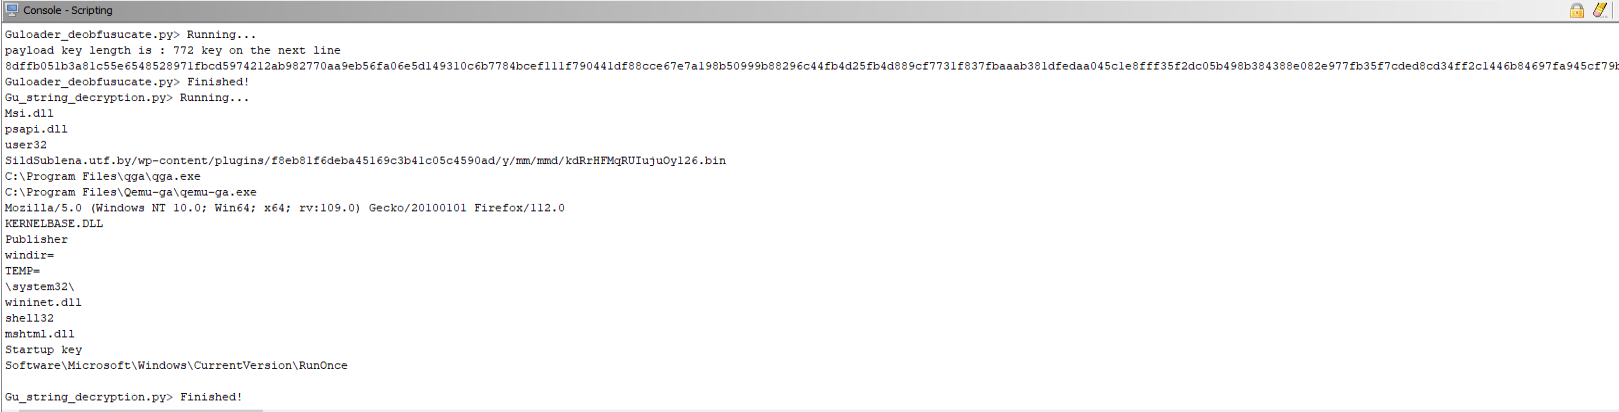 Console - Scripting
Guloader_deobfusucate.py> Running...
payload key length is : 772 key on the next line
8dffb051b3a81c55e6548528971fbcd5974212ab982770aa9eb56fa06e5d149310c6b7784bcef111f790441df88cce67e7a198b50999b88296c44fb4d25fb4d889cf7731f837fbaaab381dfedaa045c1e8fff35f2dc05b498b384388e082e977fb35f7cded8cd34ff2c1446b84697fa945cf79b
Guloader_deobfusucate.py> Finished!
Gu_string_decryption.py> Running...
Msi.dll
psapi.dll
user32
SildSublena.utf.by/wp-content/plugins/f8eb81f6deba45169c3b41c05c4590ad/y/mm/mmd/kdRrHFMqRUIujuOy126.bin
C:\Program Files\qga\qga.exe
C:\Program Files\Qemu-ga\qemu-ga.exe
Mozilla/5.0 (Windows NT 10.0; Win64; x64; rv:109.0) Gecko/20100101 Firefox/112.0
KERNELBASE.DLL
Publisher
windir=
TEMP=
\system32\
wininet.dll
shell32
mshtml.dll
Startup key
Software\Microsoft\Windows\CurrentVersion\RunOnce
Gu_string_decryption.py> Finished!